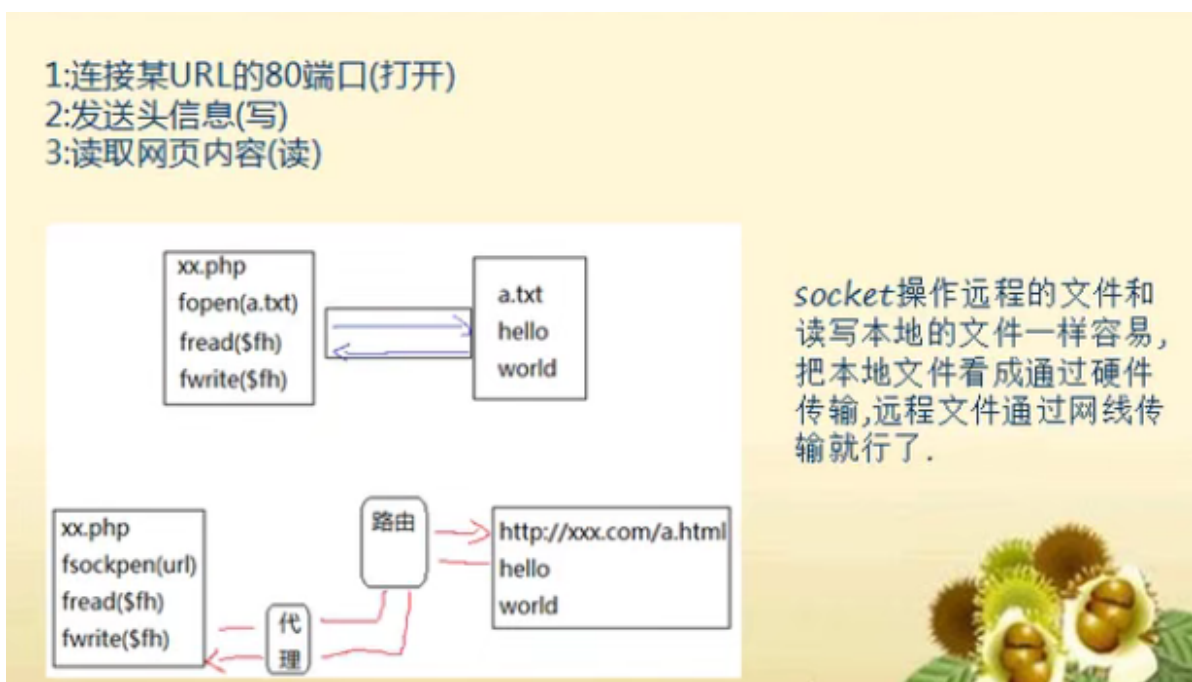 1:连接某URL的80端口(打开)
2:发送头信息(写)
3:读取网页内容(读)
xx.php
fopen(a.txt)
fread($fh)
fwrite($fh)
a.txt
hello
world
socket操作远程的文件和
读写本地的文件一样容易,
把本地文件看成通过硬件
传输,远程文件通过网线传
输就行了.
xx.php
fsockpen(url)
fread($fh)
fwrite($fh)
代
理
路由
http://xxx.com/a.html
hello
world